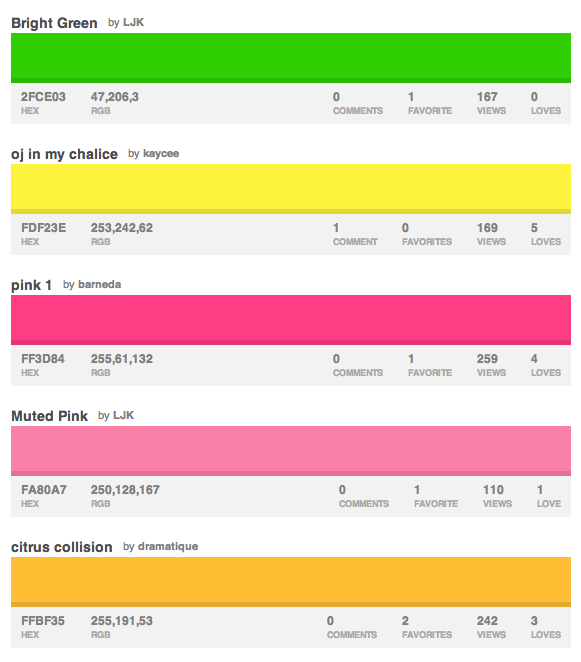 Bright Green by LJK
2FCE03 47,206,3 0 1 167 0
HEX RGB COMMENTS FAVORITE VIEWS LOVES
oj in my chalice by kaycee
FDF23E 253,242,62 1 0 169 5
HEX RGB COMMENT FAVORITES VIEWS LOVES
pink 1 by barneda
FF3D84 255,61,132 0 1 259 4
HEX RGB COMMENTS FAVORITE VIEWS LOVES
Muted Pink by LJK
FA80A7 250,128,167 0 1 110 1
HEX RGB COMMENTS FAVORITE VIEWS LOVE
citrus collision by dramatique
FFBF35 255,191,53 0 2 242 3
HEX RGB COMMENTS FAVORITES VIEWS LOVES